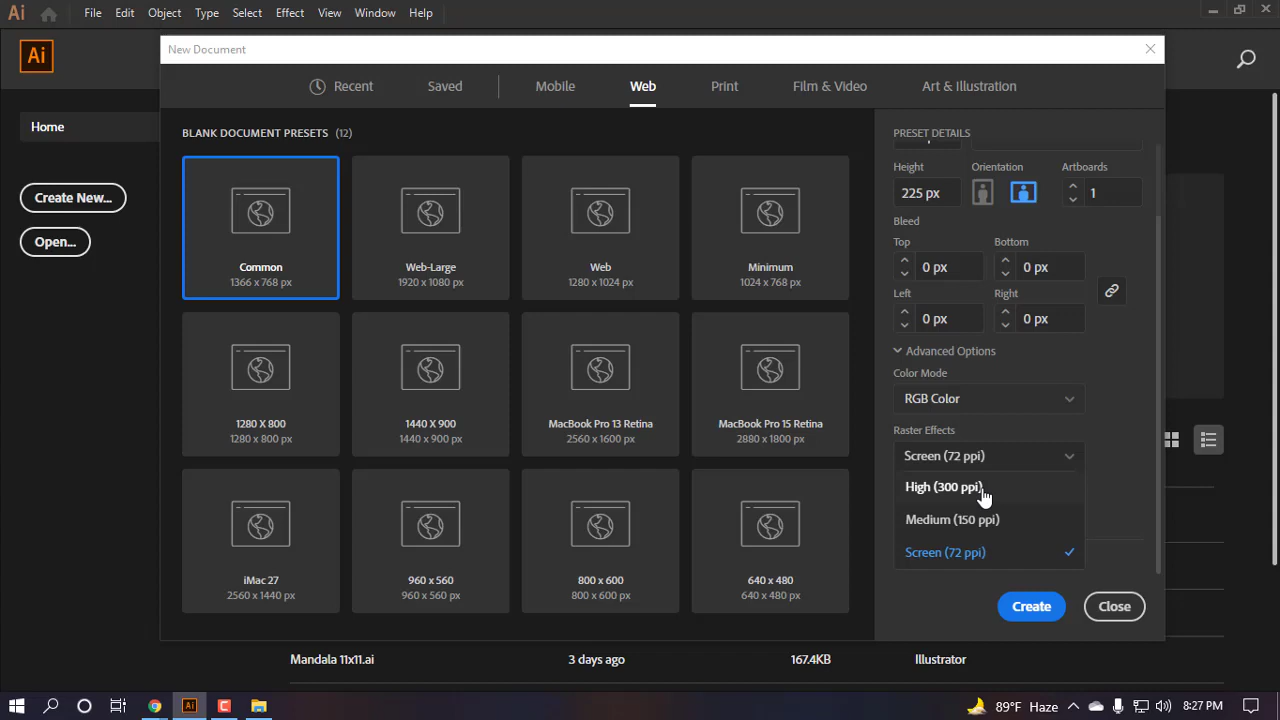 Ai File Edit Object Type Select Effect View Window Help
New Document
Ai
Recent Saved Mobile Web Print Film & Video Art & Illustration
Home
Create New...
Open...
BLANK DOCUMENT PRESETS (12)
Common
1366 x 768 px
Web-Large
1920 x 1080 px
Web
1280 x 1024 px
Minimum
1024 x 768 px
1280 X 800
1280 x 800 px
1440 X 900
1440 x 900 px
MacBook Pro 13 Retina
2560 x 1600 px
MacBook Pro 15 Retina
2880 x 1800 px
iMac 27
2560 x 1440 px
960 x 560
960 x 560 px
800 x 600
800 x 600 px
640 x 480
640 x 480 px
PRESET DETAILS
Height Orientation Artboards
225 px 1
Bleed
Top Bottom
0 px 0 px
Left Right
0 px 0 px
Advanced Options
Color Mode
RGB Color
Raster Effects
Screen (72 ppi)
High (300 ppi)
Medium (150 ppi)
Screen (72 ppi)
Create Close
Mandala 11x11.ai 3 days ago 167.4KB Illustrator
Ai C 89°F Haze 8:27 PM